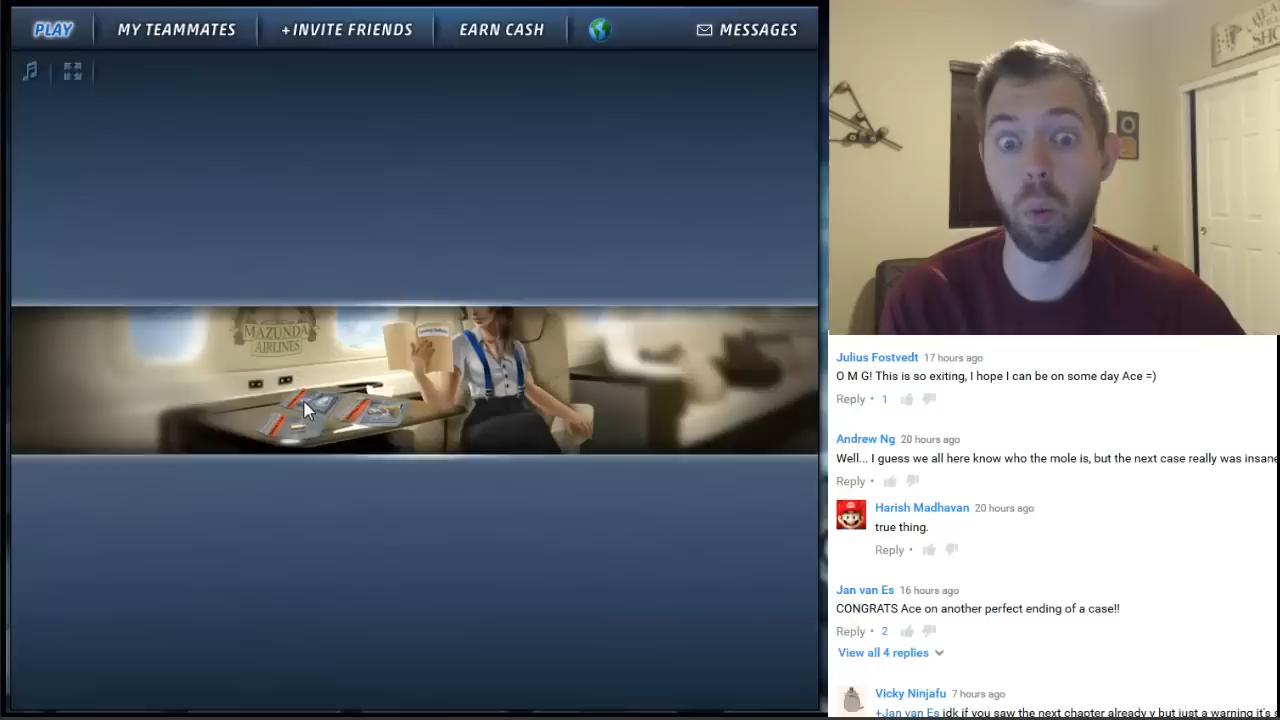 PLAY
MY TEAMMATES
+INVITE FRIENDS
EARN CASH
MESSAGES
MAZUNDA
AIRLINES
Julius Fostvedt 17 hours ago
O M G! This is so exiting, I hope I can be on some day Ace =)
Reply • 1
Andrew Ng 20 hours ago
Well... I guess we all here know who the mole is, but the next case really was insane
Reply •
Harish Madhavan 20 hours ago
true thing.
Reply •
Jan van Es 16 hours ago
CONGRATS Ace on another perfect ending of a case!!
Reply • 2
View all 4 replies
Vicky Ninjafu 7 hours ago
+Jan van Es idk if you saw the next chapter already y but just a warning it's